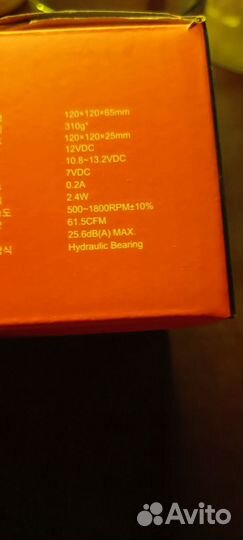 120×120×65mm
310g*
120×120×25mm
12VDC
10.8~13.2VDC
7VDC
0.2A
2.4W
500~1800RPM±10%
61.5CFM
25.6dB(A) MAX.
Hydraulic Bearing
Avito